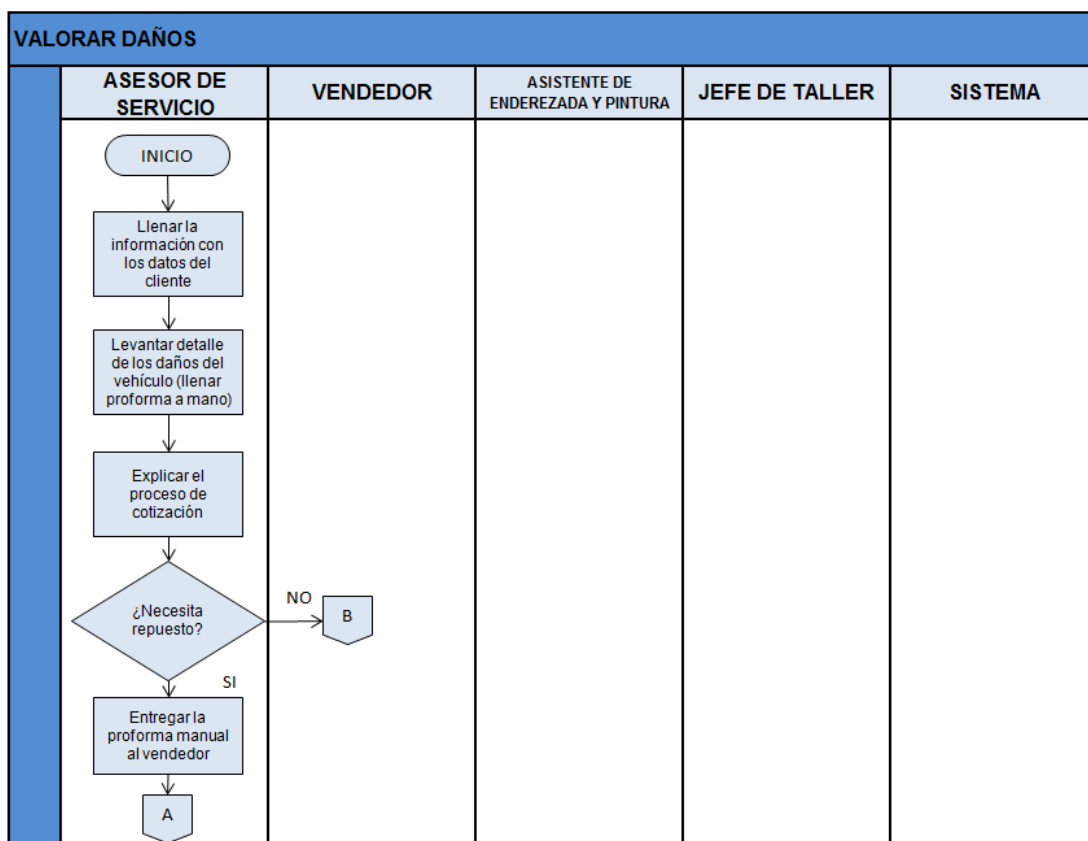 VALORAR DAÑOS
ASESOR DE
SERVICIO
VENDEDOR
ASISTENTE DE
ENDEREZADA Y PINTURA
JEFE DE TALLER
SISTEMA
INICIO
Llenar la
información con
los datos del
cliente
Levantar detalle
de los daños del
vehículo (llenar
proforma a mano)
Explicar el
proceso de
cotización
¿Necesita
repuesto?
NO
B
SI
Entregar la
proforma manual
al vendedor
A